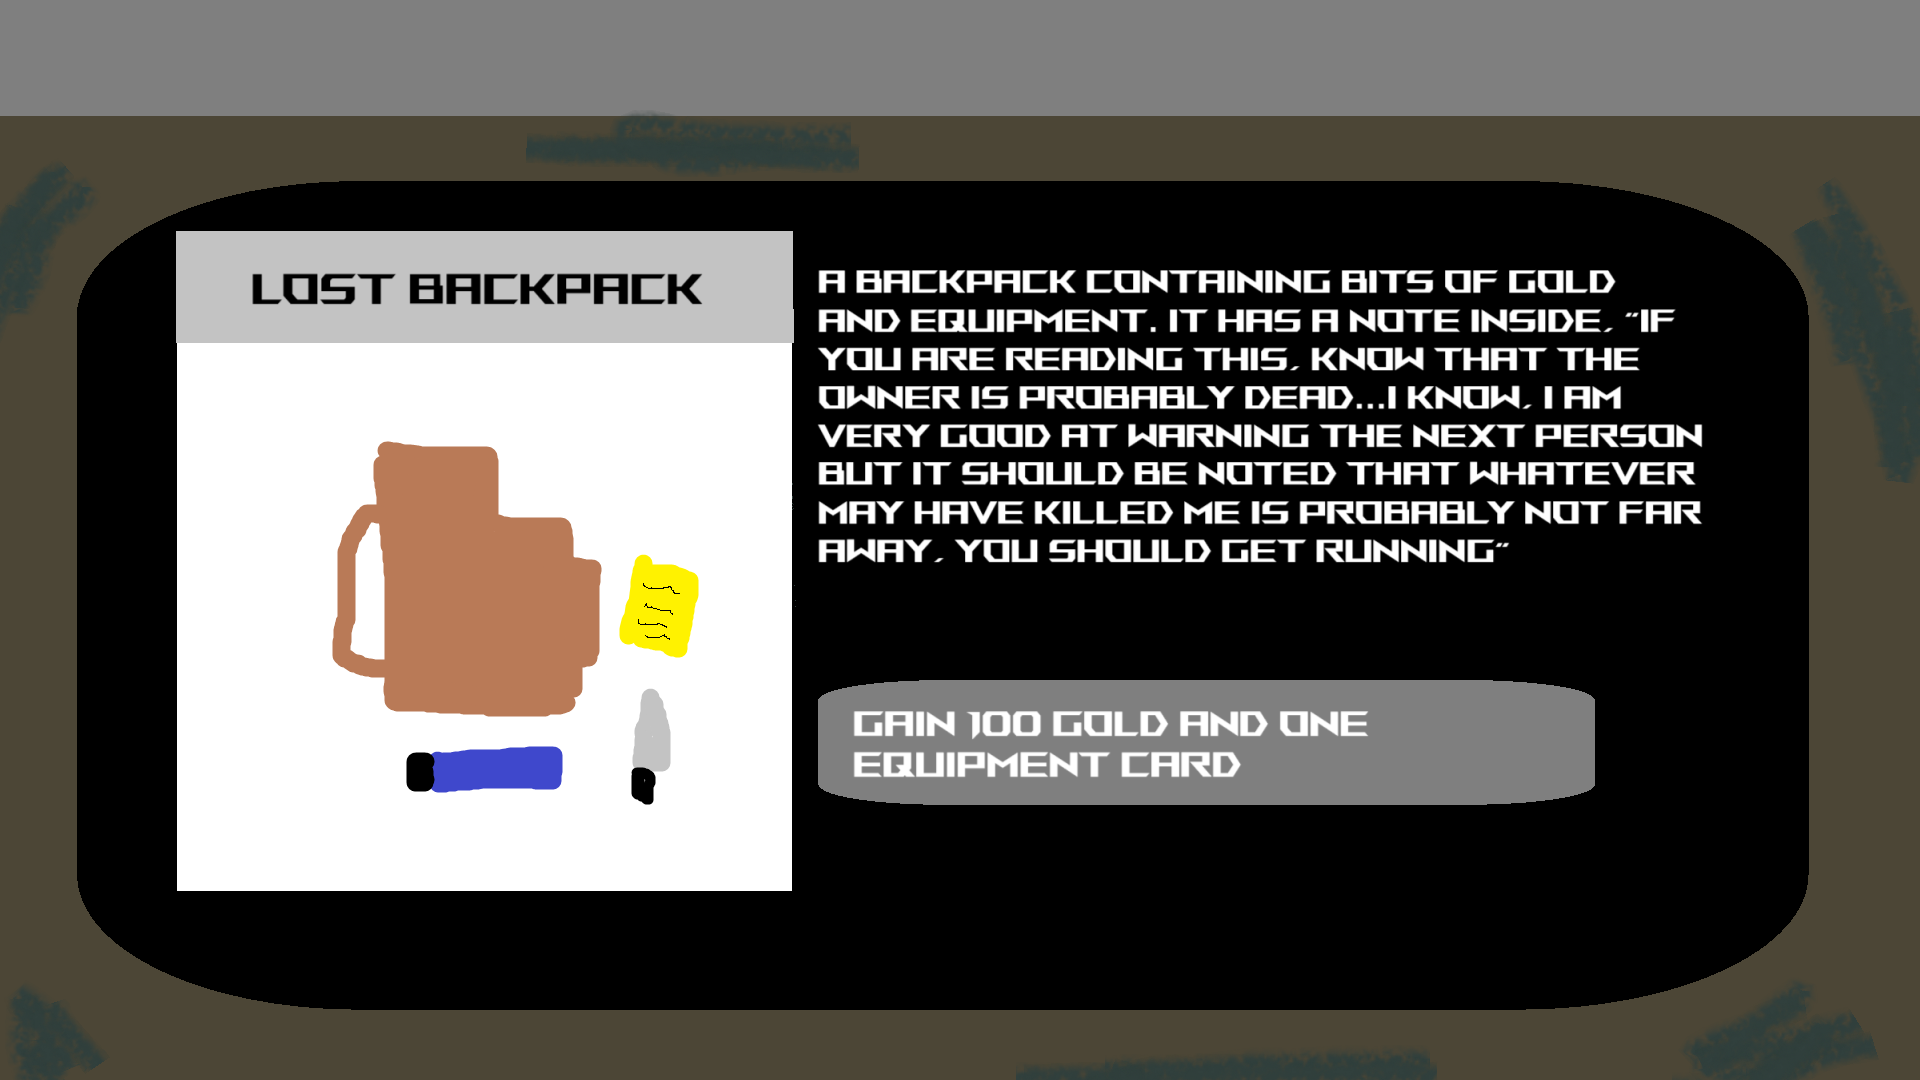 LOST BACKPACK
A BACKPACK CONTAINING BITS OF GOLD
AND EQUIPMENT. IT HAS A NOTE INSIDE, "IF
YOU ARE READING THIS, KNOW THAT THE
OWNER IS PROBABLY DEAD...I KNOW, I AM
VERY GOOD AT WARNING THE NEXT PERSON
BUT IT SHOULD BE NOTED THAT WHATEVER
MAY HAVE KILLED ME IS PROBABLY NOT FAR
AWAY, YOU SHOULD GET RUNNING"
GAIN 100 GOLD AND ONE
EQUIPMENT CARD